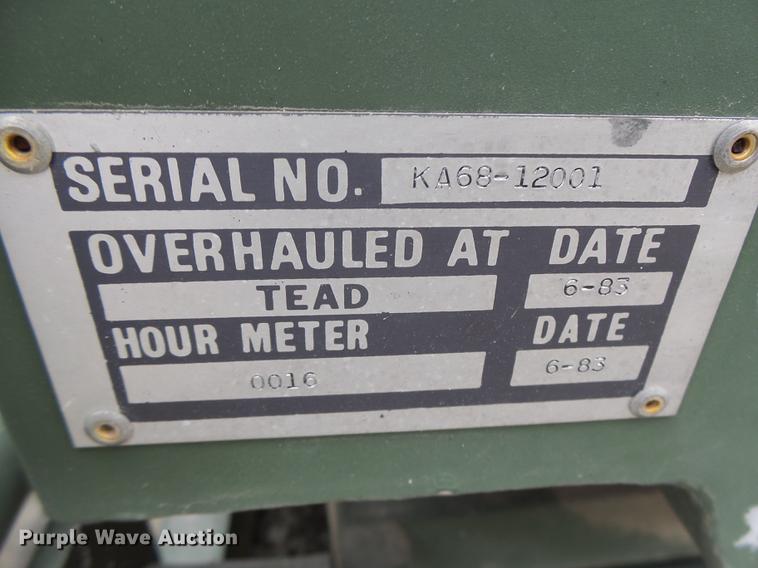 SERIAL NO. KA68-12001
OVERHAULED AT DATE
TEAD 6-83
HOUR METER DATE
0016 6-83
Purple Wave Auction